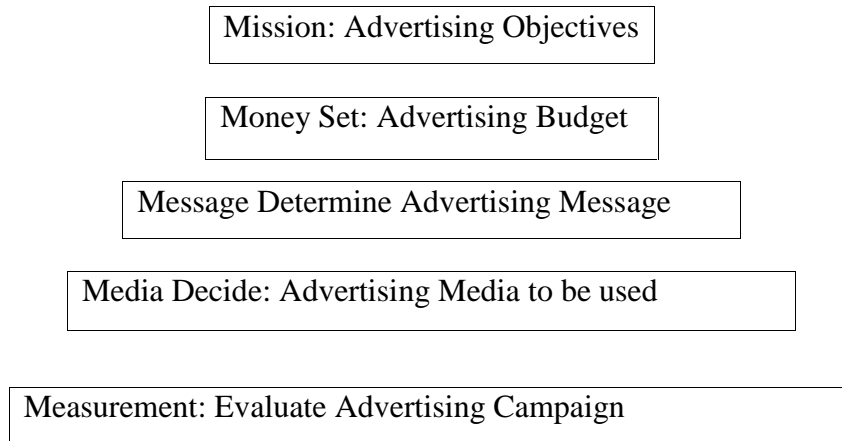 Mission: Advertising Objectives
Money Set: Advertising Budget
Message Determine Advertising Message
Media Decide: Advertising Media to be used
Measurement: Evaluate Advertising Campaign